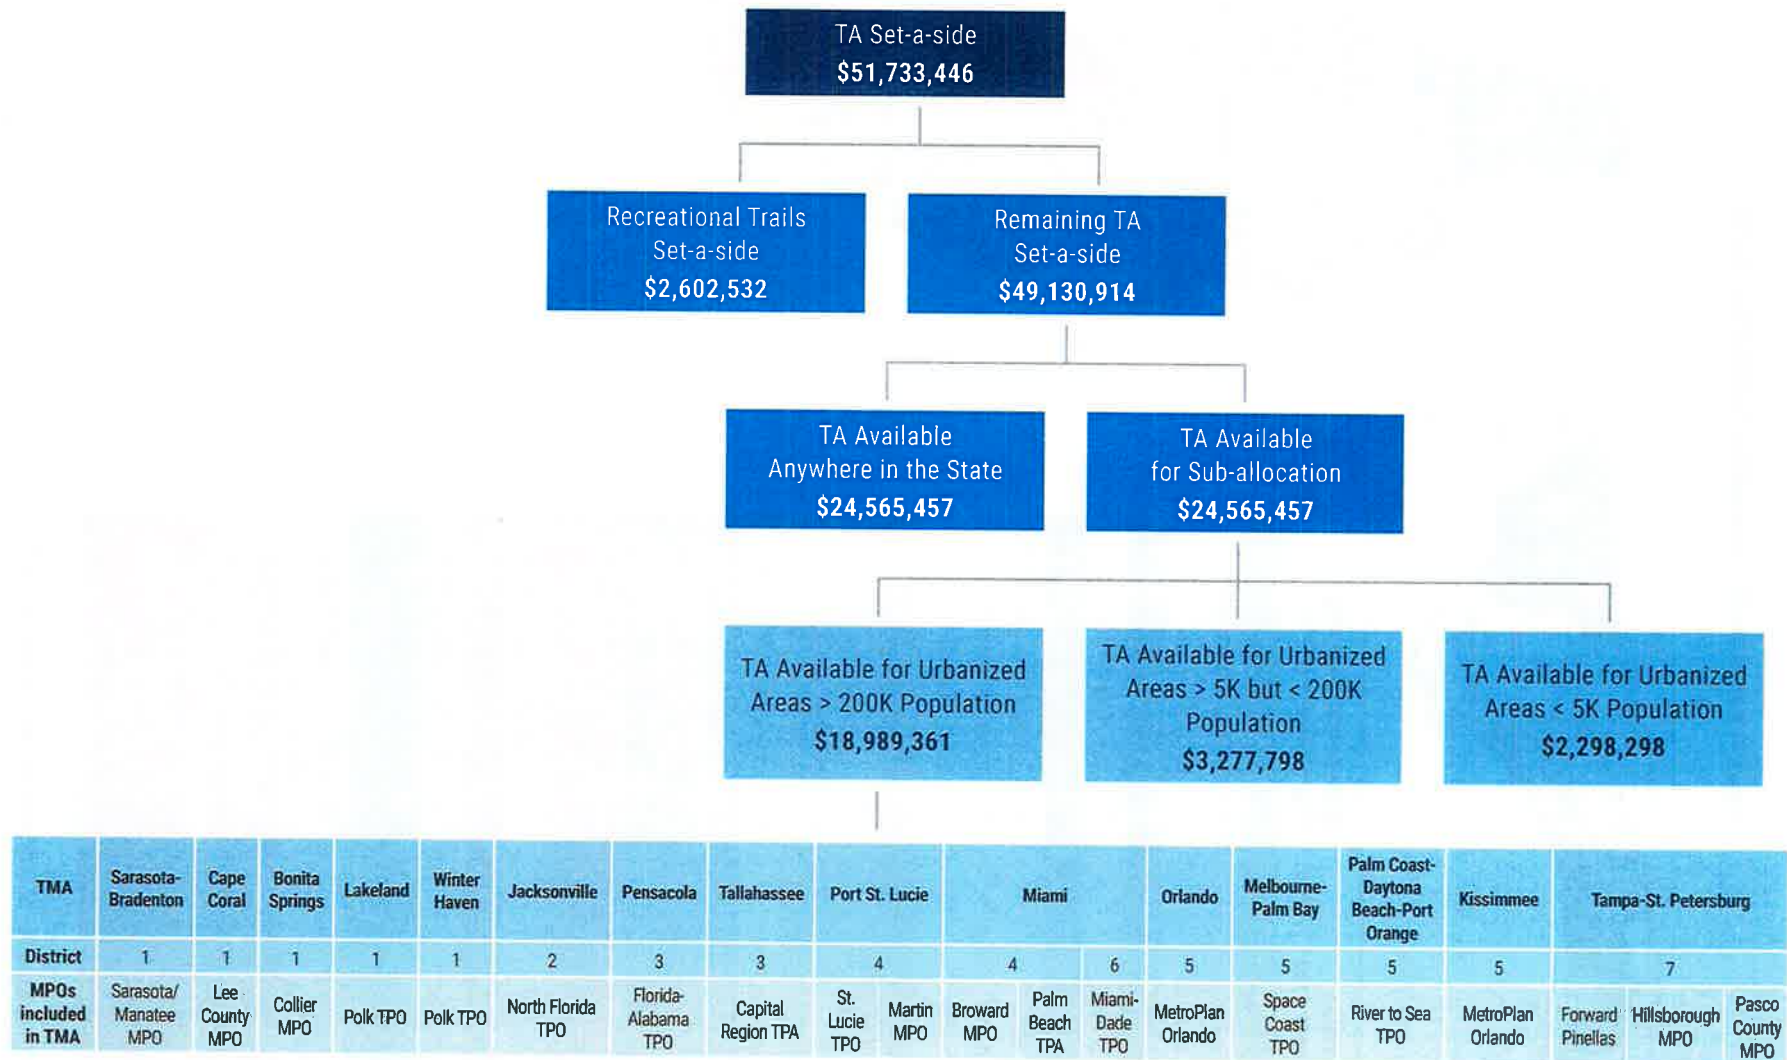 TA Set-a-side
$51,733,446
Recreational Trails
Set-a-side
$2,602,532
Remaining TA
Set-a-side
$49,130,914
TA Available
Anywhere in the State
$24,565,457
TA Available
for Sub-allocation
$24,565,457
TA Available for Urbanized
Areas > 200K Population
$18,989,361
TA Available for Urbanized
Areas > 5K but < 200K
Population
$3,277,798
TA Available for Urbanized
Areas < 5K Population
$2,298,298
TMA
Sarasota-
Bradenton
Cape
Coral
Bonita
Springs
Lakeland
Winter
Haven
Jacksonville
Pensacola
Tallahassee
Port St. Lucie
Miami
Orlando
Melbourne-
Palm Bay
Palm Coast-
Daytona
Beach-Port
Orange
Kissimmee
Tampa-St. Petersburg
District
1
1
1
1
1
2
3
3
4
4
6
5
5
5
5
7
MPOs
included
in TMA
Sarasota/
Manatee
MPO
Lee
County
MPO
Collier
MPO
Polk TPO
Polk TPO
North Florida
TPO
Florida-
Alabama
TPO
Capital
Region TPA
St.
Lucie
TPO
Martin
MPO
Broward
MPO
Palm
Beach
TPA
Miami-
Dade
TPO
MetroPlan
Orlando
Space
Coast
TPO
River to Sea
TPO
MetroPlan
Orlando
Forward
Pinellas
Hillsborough
MPO
Pasco
County
MPO